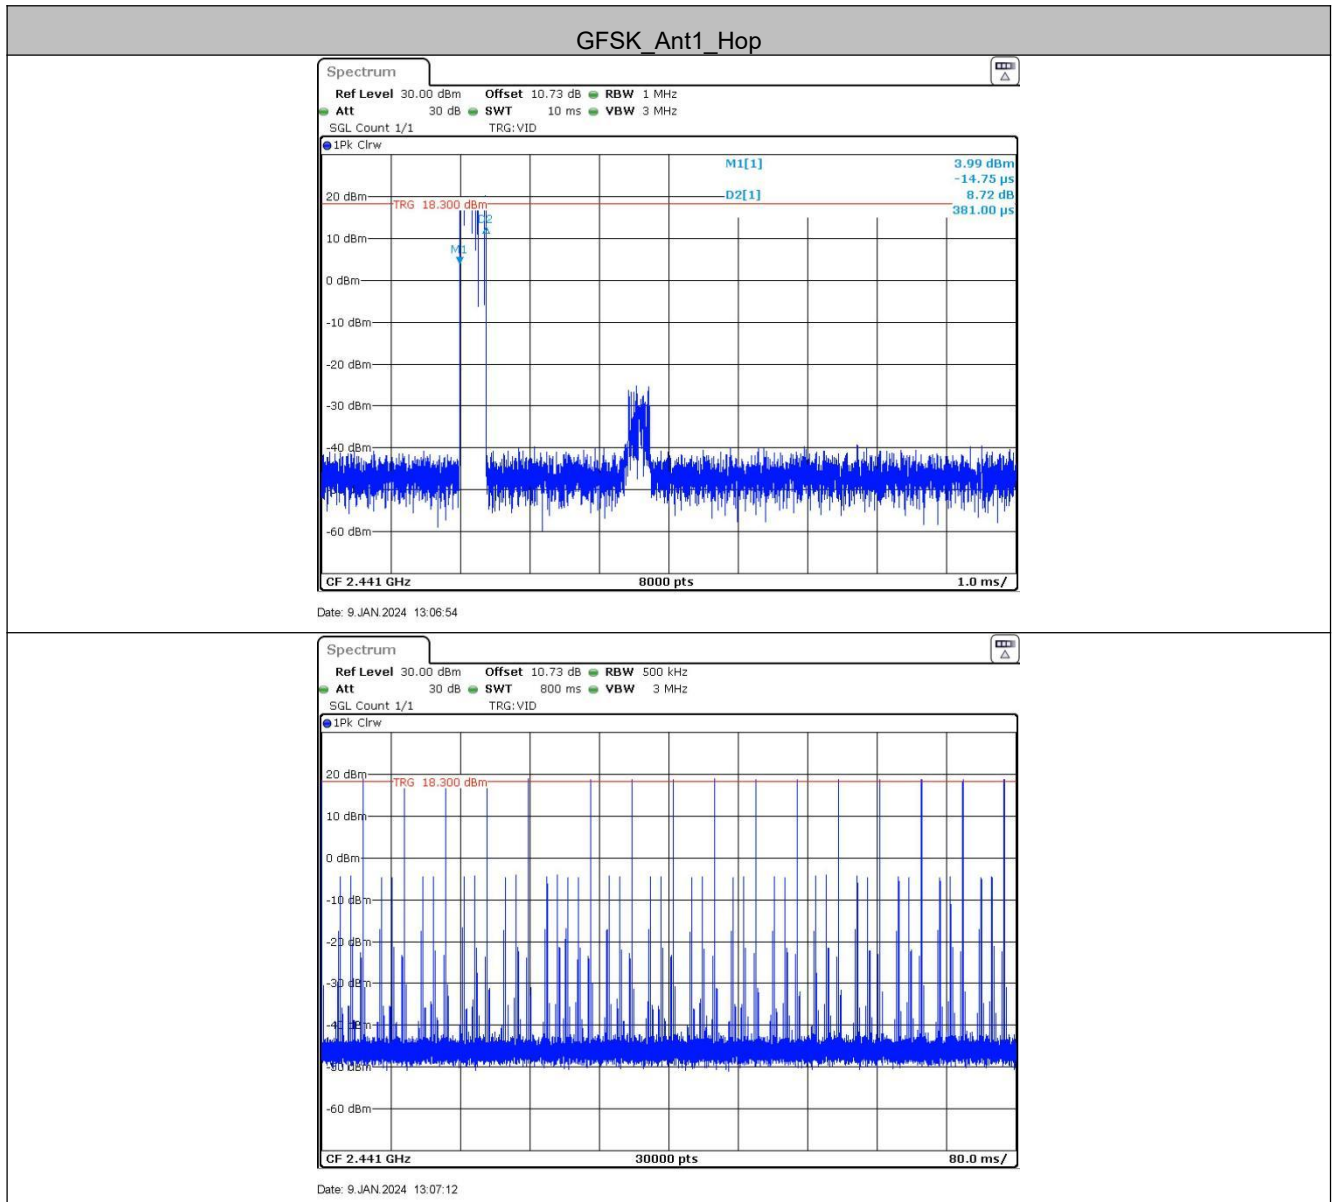 GFSK_Ant1_Hop
Spectrum
Ref Level 30.00 dBm Offset 10.73 dB RBW 1 MHz
Att 30 dB SWT 10 ms VBW 3 MHz
SGL Count 1/1 TRG:VID
1Pk Clrw
M1[1] 3.99 dBm
-14.75 µs
20 dBm D2[1] 8.72 dB
TRG 18.300 dBm 381.00 µs
D2
10 dBm
M1
0 dBm
-10 dBm
-20 dBm
-30 dBm
-40 dBm
-60 dBm
CF 2.441 GHz 8000 pts 1.0 ms/
Date: 9.JAN.2024 13:06:54
Spectrum
Ref Level 30.00 dBm Offset 10.73 dB RBW 500 kHz
Att 30 dB SWT 800 ms VBW 3 MHz
SGL Count 1/1 TRG:VID
1Pk Clrw
20 dBm
TRG 18.300 dBm
10 dBm
0 dBm
-10 dBm
-20 dBm
-30 dBm
-40 dBm
-50 dBm
-60 dBm
CF 2.441 GHz 30000 pts 80.0 ms/
Date: 9.JAN.2024 13:07:12